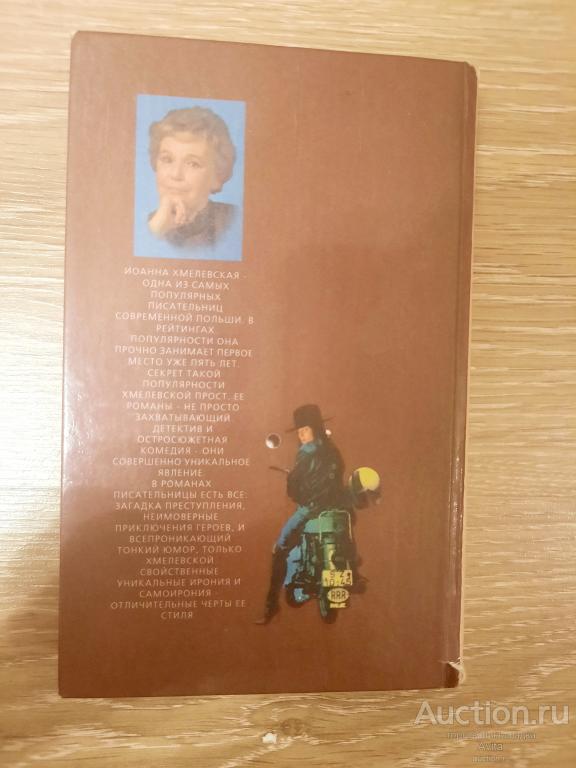 ИОАННА ХМЕЛЕВСКАЯ -
ОДНА ИЗ САМЫХ
ПОПУЛЯРНЫХ
ПИСАТЕЛЬНИЦ
СОВРЕМЕННОЙ ПОЛЬШИ. В
РЕЙТИНГАХ
ПОПУЛЯРНОСТИ ОНА
ПРОЧНО ЗАНИМАЕТ ПЕРВОЕ
МЕСТО УЖЕ ПЯТЬ ЛЕТ.
СЕКРЕТ ТАКОЙ
ПОПУЛЯРНОСТИ
ХМЕЛЕВСКОЙ ПРОСТ. ЕЕ
РОМАНЫ - НЕ ПРОСТО
ЗАХВАТЫВАЮЩИЙ
ДЕТЕКТИВ И
ОСТРОСЮЖЕТНАЯ
КОМЕДИЯ - ОНИ
СОВЕРШЕННО УНИКАЛЬНОЕ
ЯВЛЕНИЕ.
В РОМАНАХ
ПИСАТЕЛЬНИЦЫ ЕСТЬ ВСЕ:
ЗАГАДКА ПРЕСТУПЛЕНИЯ,
НЕИМОВЕРНЫЕ
ПРИКЛЮЧЕНИЯ ГЕРОЕВ, И
ВСЕПРОНИКАЮЩИЙ
ТОНКИЙ ЮМОР, ТОЛЬКО
ХМЕЛЕВСКОЙ
СВОЙСТВЕННЫЕ
УНИКАЛЬНЫЕ ИРОНИЯ И
САМОИРОНИЯ -
ОТЛИЧИТЕЛЬНЫЕ ЧЕРТЫ ЕЕ
СТИЛЯ
RRR
Auction.ru
Avita